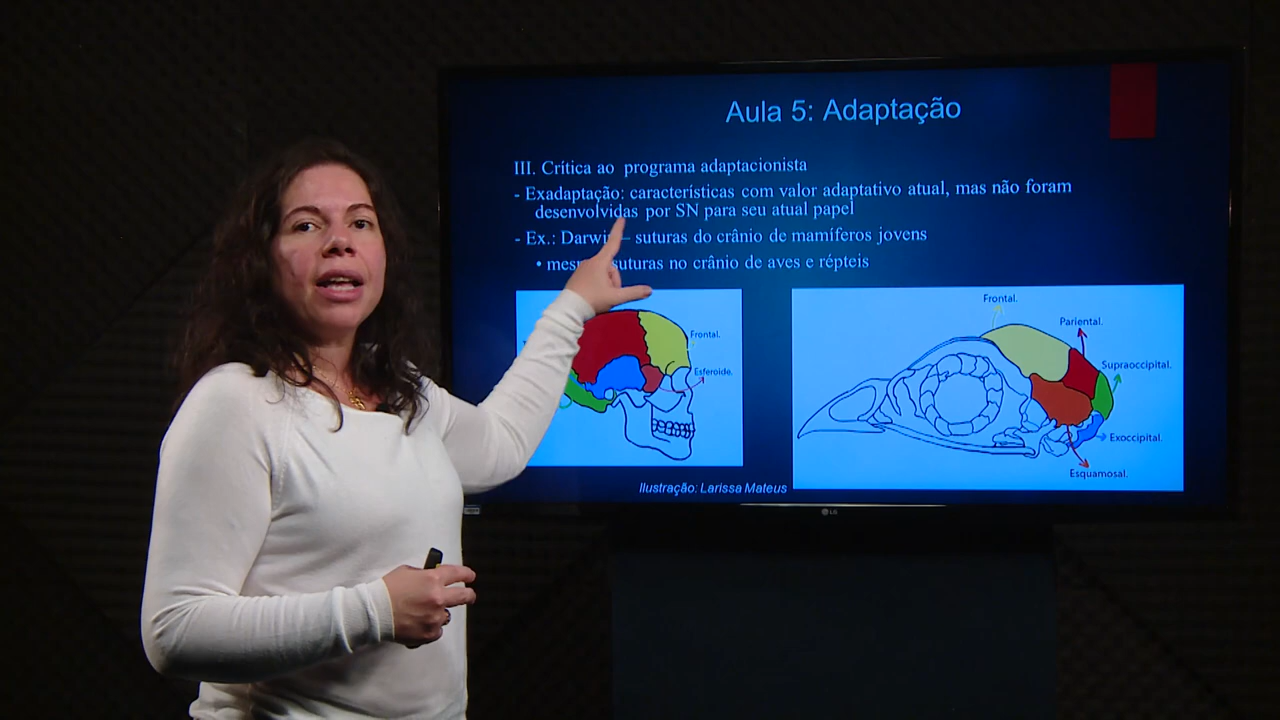 Aula 5: Adaptação
III. Crítica ao programa adaptacionista
- Exadaptação: características com valor adaptativo atual, mas não foram
desenvolvidas por SN para seu atual papel
- Ex.: – suturas do crânio de mamíferos jovens
• suturas no crânio de aves e répteis
Frontal.
Esferoide.
Frontal.
Pariental.
Supraoccipital.
Exoccipital.
Esquamosal.
Ilustração: Larissa Mateus
LG